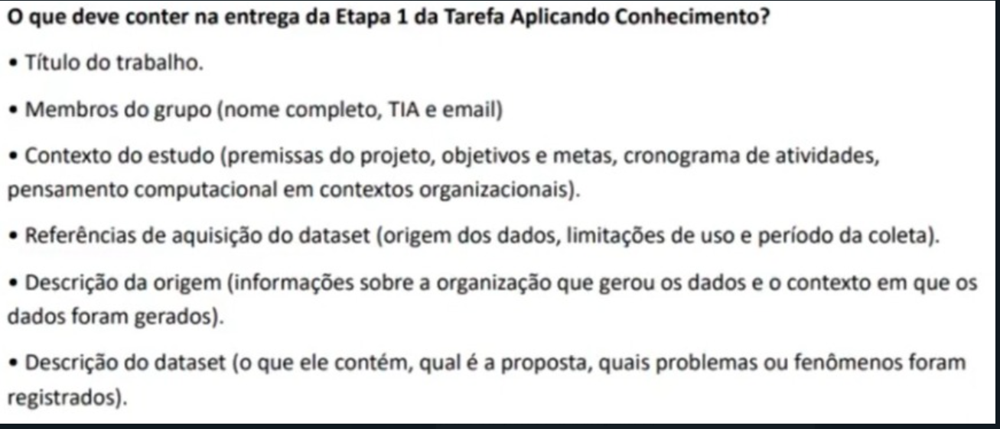 O que deve conter na entrega da Etapa 1 da Tarefa Aplicando Conhecimento?
• Título do trabalho.
• Membros do grupo (nome completo, TIA e email)
• Contexto do estudo (premissas do projeto, objetivos e metas, cronograma de atividades,
pensamento computacional em contextos organizacionais).
• Referências de aquisição do dataset (origem dos dados, limitações de uso e período da coleta).
• Descrição da origem (informações sobre a organização que gerou os dados e o contexto em que os
dados foram gerados).
• Descrição do dataset (o que ele contém, qual é a proposta, quais problemas ou fenômenos foram
registrados).